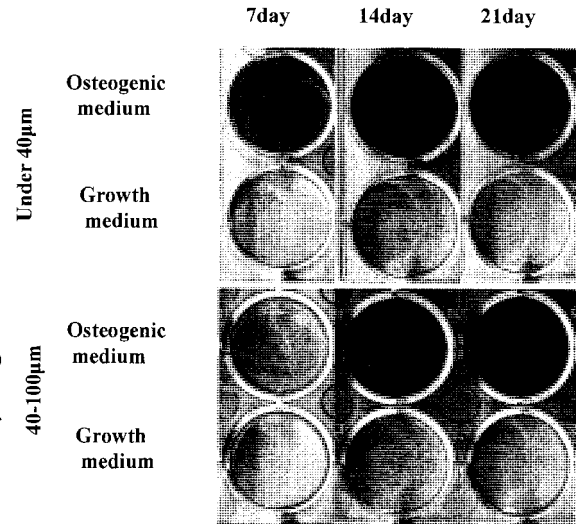 7day 14day 21day
Osteogenic
medium
Under 40μm
Growth
medium
Osteogenic
medium
40-100μm
Growth
medium